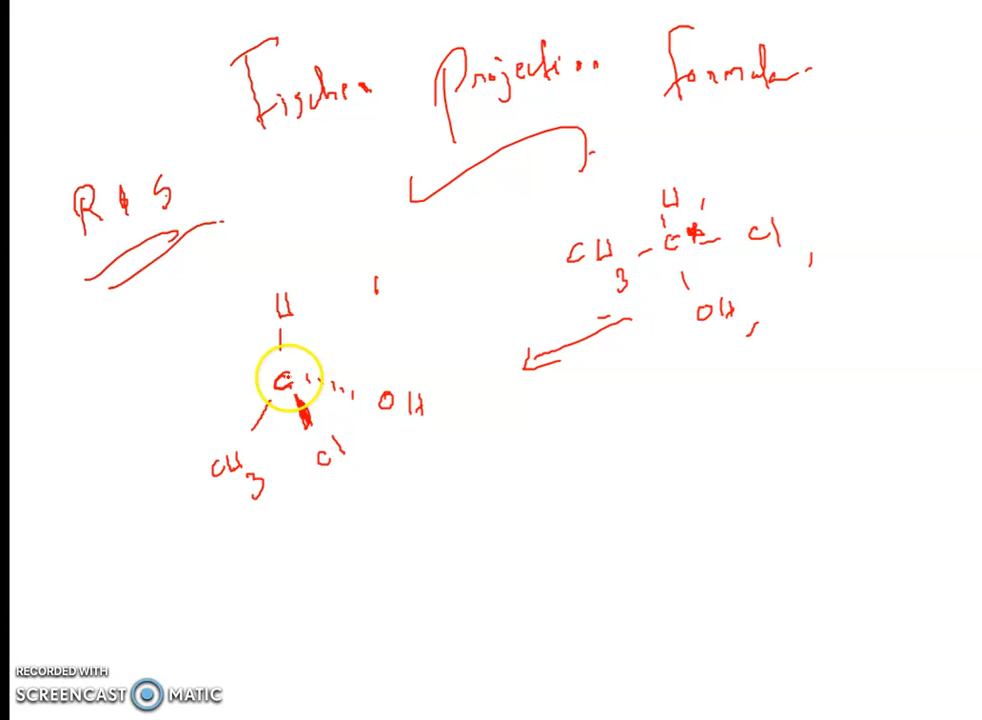 Fischer Projection Formula
R & S
H
CH3 - C* - Cl,
OH,
H
C
OH
CH3
Cl
RECORDED WITH
SCREENCAST MATIC